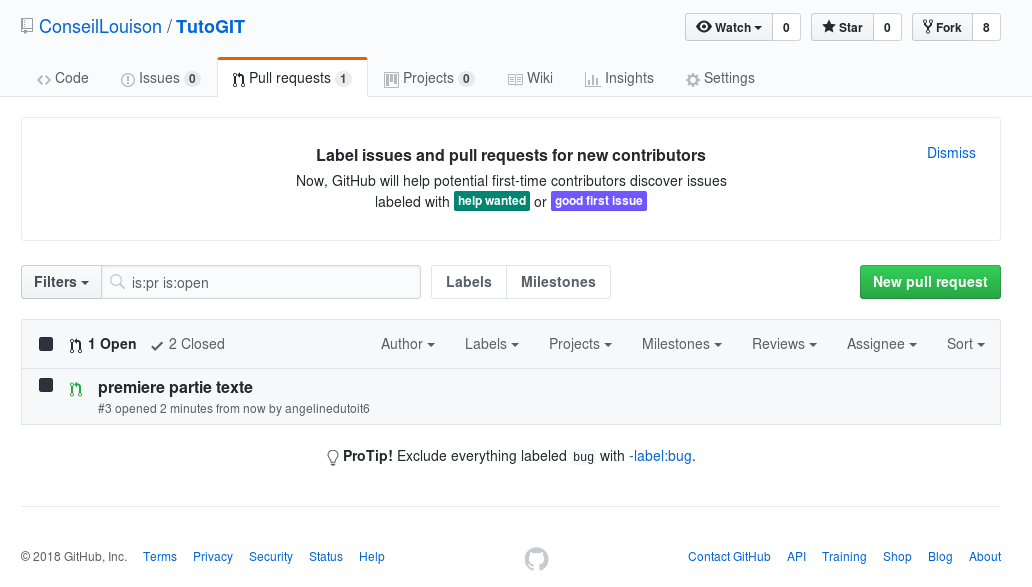 ConseilLouison / TutoGIT
Watch 0 Star 0 Fork 8
Code Issues 0 Pull requests 1 Projects 0 Wiki Insights Settings
Label issues and pull requests for new contributors
Dismiss
Now, GitHub will help potential first-time contributors discover issues
labeled with help wanted or good first issue
Filters is:pr is:open Labels Milestones New pull request
1 Open 2 Closed Author Labels Projects Milestones Reviews Assignee Sort
premiere partie texte
#3 opened 2 minutes from now by angelinedutoit6
ProTip! Exclude everything labeled bug with -label:bug.
© 2018 GitHub, Inc. Terms Privacy Security Status Help Contact GitHub API Training Shop Blog About